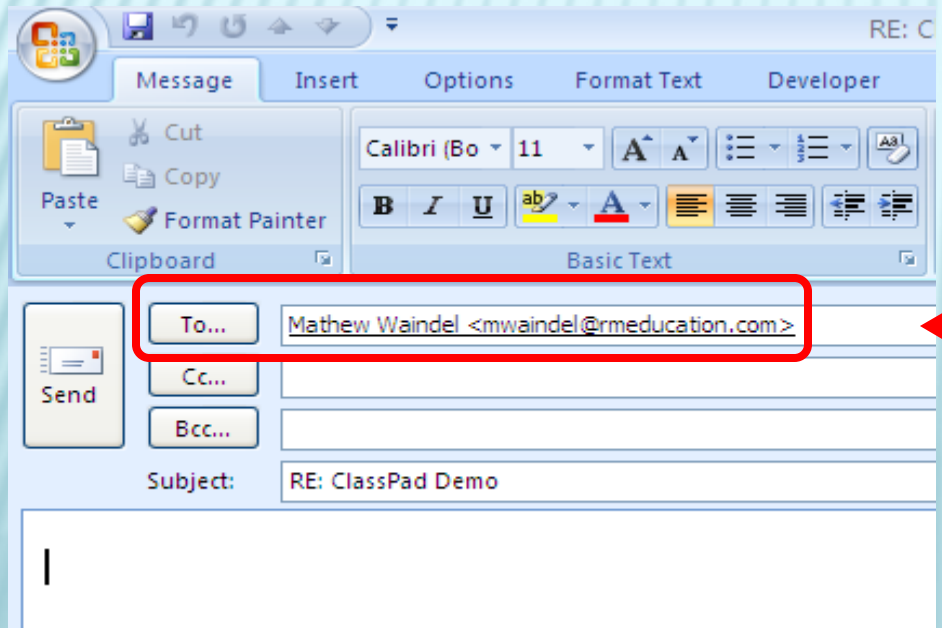 RE: C
Message Insert Options Format Text Developer
Cut
Calibri (Bo 11
Copy
Paste
Format Painter
B I U ab A
Clipboard Basic Text
To... Mathew Waindel <mwaindel@rmeducation.com>
Cc...
Send
Bcc...
Subject: RE: ClassPad Demo